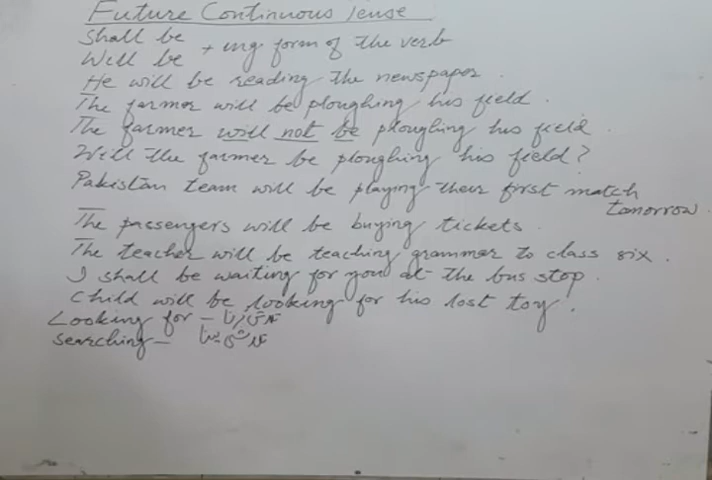 Future Continuous Tense
Shall be
Will be + ing form of the verb
He will be reading the newspaper.
The farmer will be ploughing his field.
The farmer will not be ploughing his field.
Will the farmer be ploughing his field?
Pakistan team will be playing their first match
tomorrow.
The passengers will be buying tickets.
The teacher will be teaching grammer to class six.
I shall be waiting for you at the bus stop.
Child will be looking for his lost toy.
Looking for – تلاش کرنا
Searching –